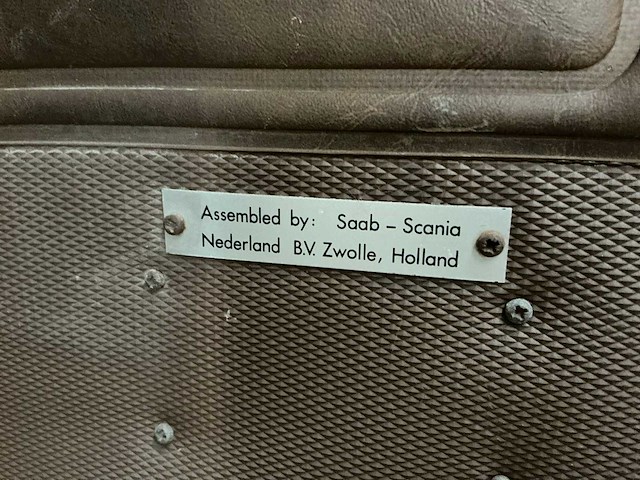 Assembled by: Saab - Scania
Nederland B.V. Zwolle, Holland